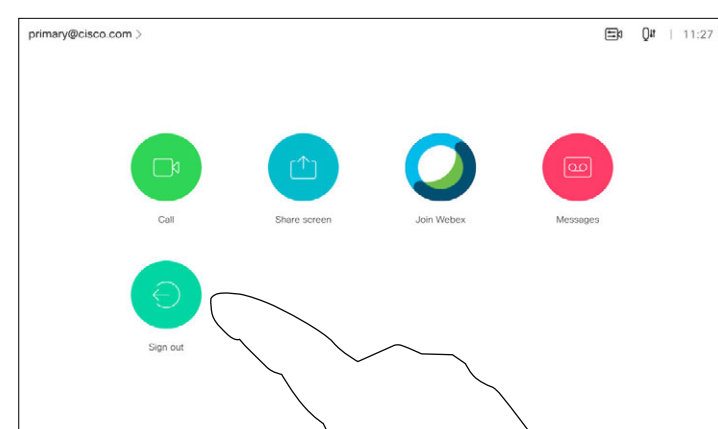 primary@cisco.com >
11:27
Call
Share screen
Join Webex
Messages
Sign out